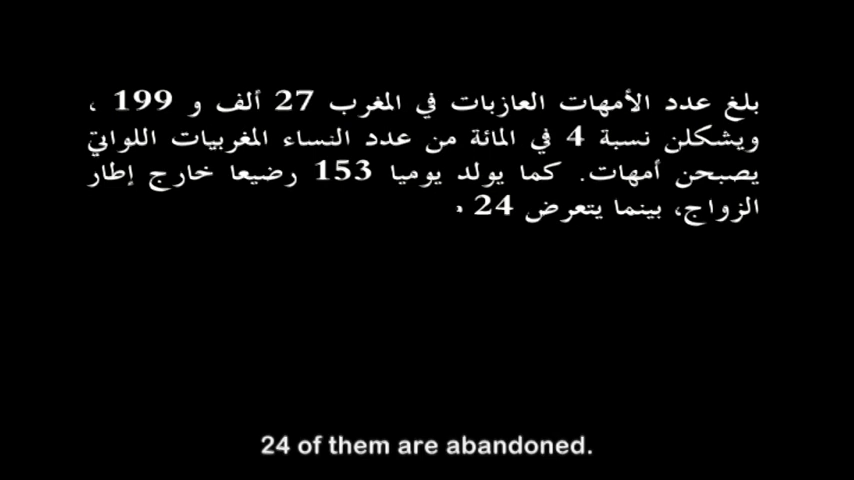 بلغ عدد الأمهات العازبات في المغرب 27 ألف و 199 ،
ويشكلن نسبة 4 في المائة من عدد النساء المغربيات اللواتي
يصبحن أمهات. كما يولد يوميا 153 رضيعا خارج إطار
الزواج، بينما يتعرض 24
24 of them are abandoned.